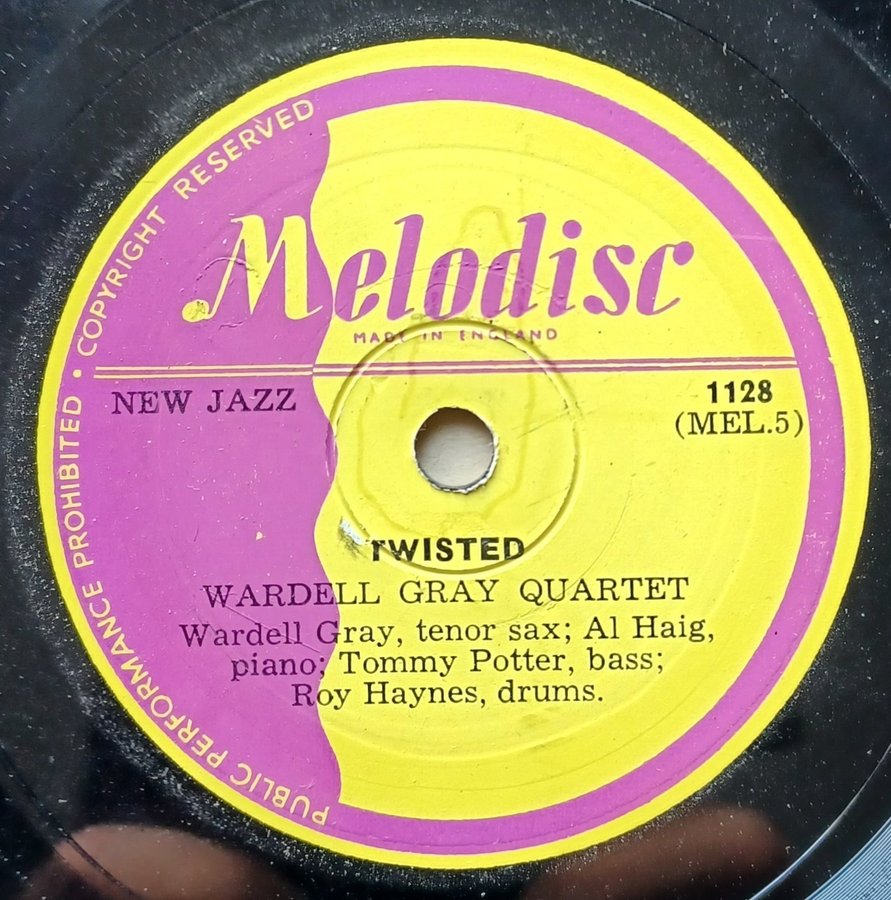 PUBLIC PERFORMANCE PROHIBITED • COPYRIGHT RESERVED
Melodisc
MADE IN ENGLAND
NEW JAZZ
1128
(MEL.5)
TWISTED
WARDELL GRAY QUARTET
Wardell Gray, tenor sax; Al Haig,
piano; Tommy Potter, bass;
Roy Haynes, drums.